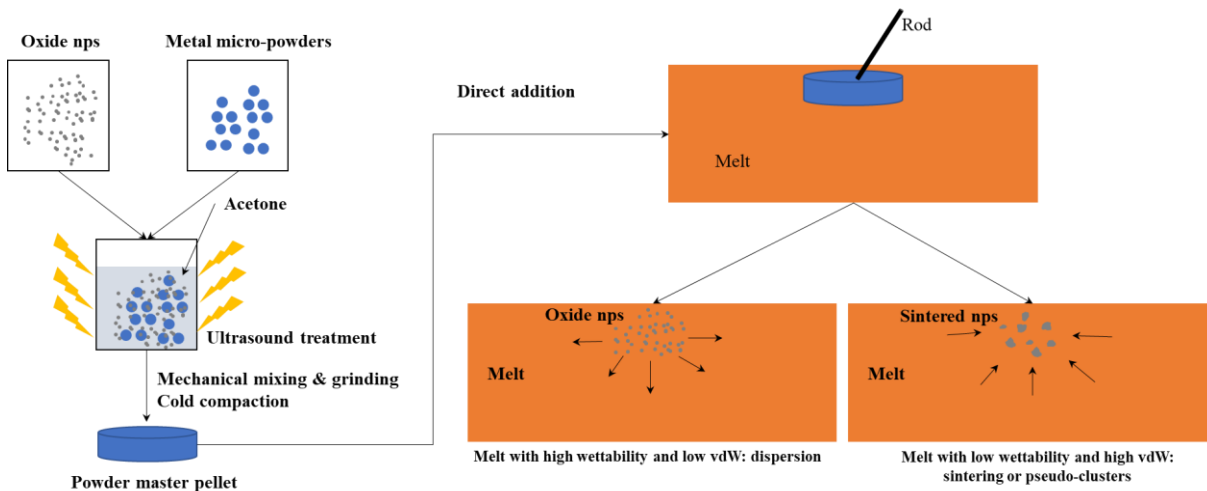 Oxide nps
Metal micro-powders
Acetone
Ultrasound treatment
Mechanical mixing & grinding
Cold compaction
Powder master pellet
Direct addition
Rod
Melt
Oxide nps
Melt
Melt with high wettability and low vdW: dispersion
Sintered nps
Melt
Melt with low wettability and high vdW:
sintering or pseudo-clusters